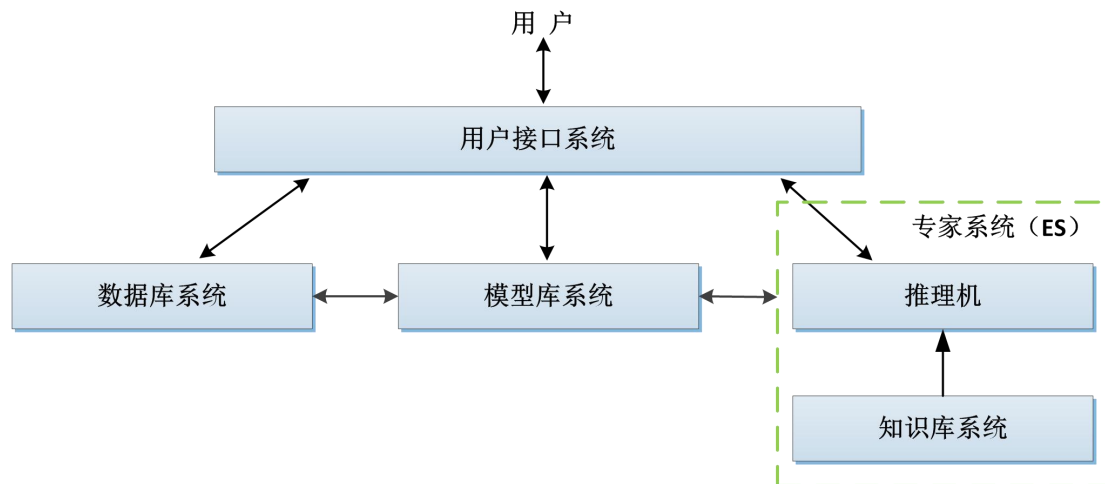 用 户
用户接口系统
专家系统（ES）
数据库系统
模型库系统
推理机
知识库系统